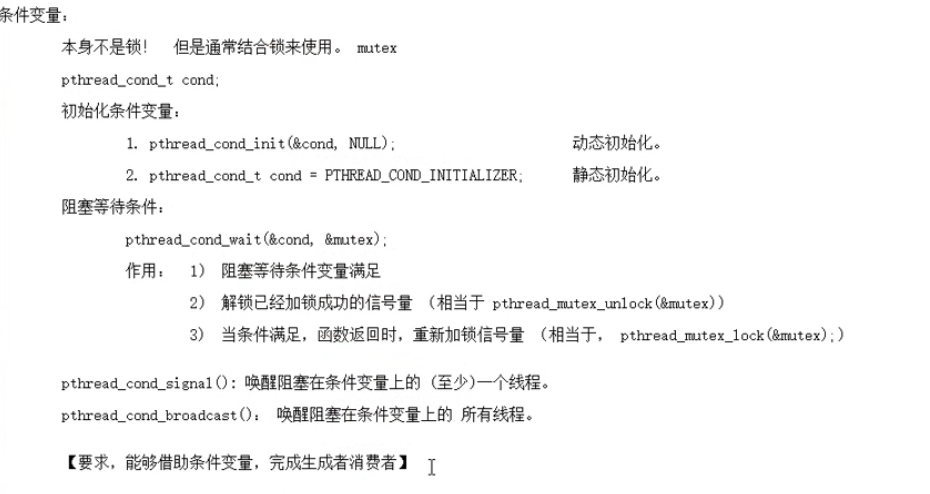 条件变量：
本身不是锁！ 但是通常结合锁来使用。 mutex
pthread_cond_t cond;
初始化条件变量：
1. pthread_cond_init(&cond, NULL); 动态初始化。
2. pthread_cond_t cond = PTHREAD_COND_INITIALIZER; 静态初始化。
阻塞等待条件：
pthread_cond_wait(&cond, &mutex);
作用： 1） 阻塞等待条件变量满足
2） 解锁已经加锁成功的信号量 （相当于 pthread_mutex_unlock(&mutex)）
3） 当条件满足，函数返回时，重新加锁信号量 （相当于， pthread_mutex_lock(&mutex);）
pthread_cond_signal(): 唤醒阻塞在条件变量上的 (至少)一个线程。
pthread_cond_broadcast()： 唤醒阻塞在条件变量上的 所有线程。
【要求，能够借助条件变量，完成生成者消费者】